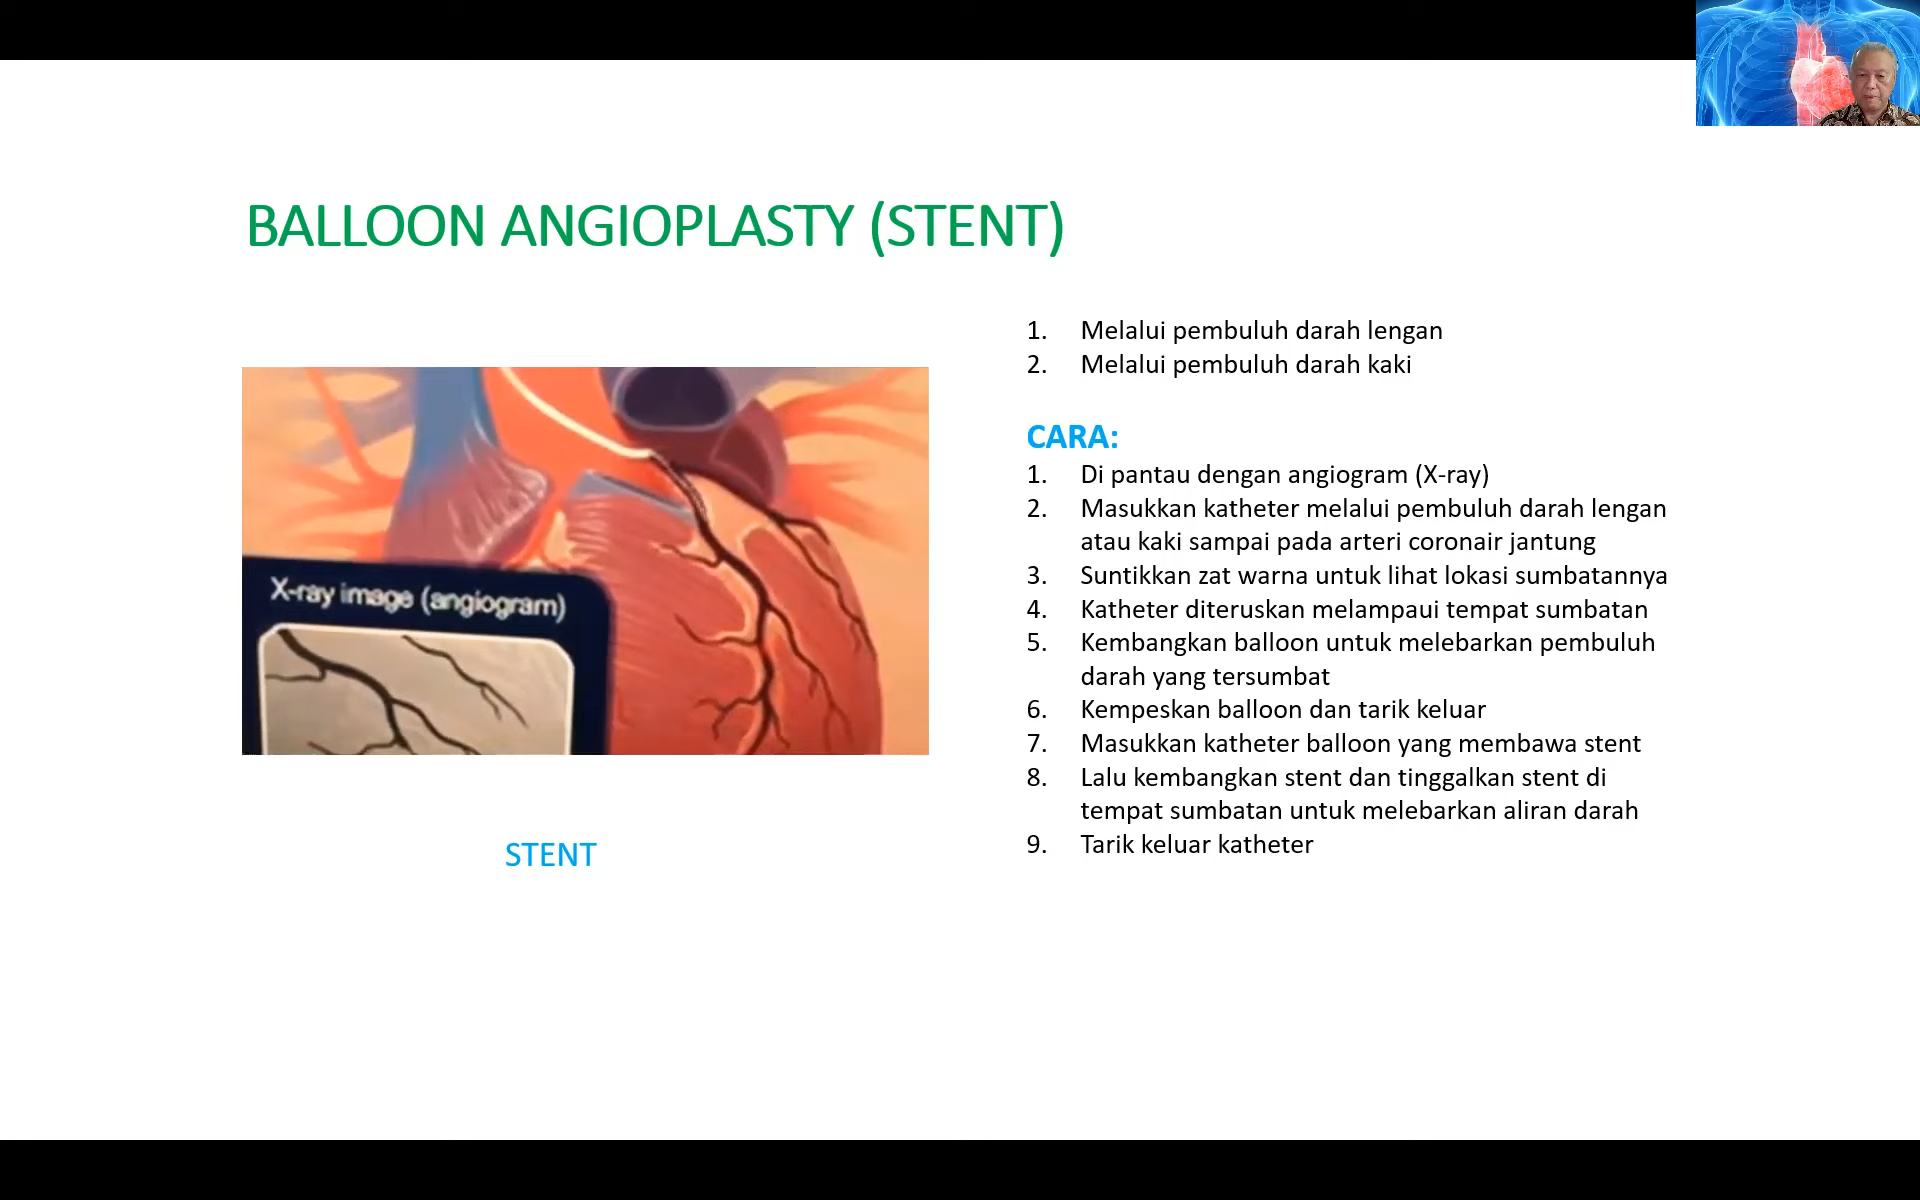 BALLOON ANGIOPLASTY (STENT)
1. Melalui pembuluh darah lengan
2. Melalui pembuluh darah kaki
X-ray image (angiogram)
STENT
CARA:
1. Di pantau dengan angiogram (X-ray)
2. Masukkan katheter melalui pembuluh darah lengan
atau kaki sampai pada arteri coronair jantung
3. Suntikkan zat warna untuk lihat lokasi sumbatannya
4. Katheter diteruskan melampaui tempat sumbatan
5. Kembangkan balloon untuk melebarkan pembuluh
darah yang tersumbat
6. Kempeskan balloon dan tarik keluar
7. Masukkan katheter balloon yang membawa stent
8. Lalu kembangkan stent dan tinggalkan stent di
tempat sumbatan untuk melebarkan aliran darah
9. Tarik keluar katheter